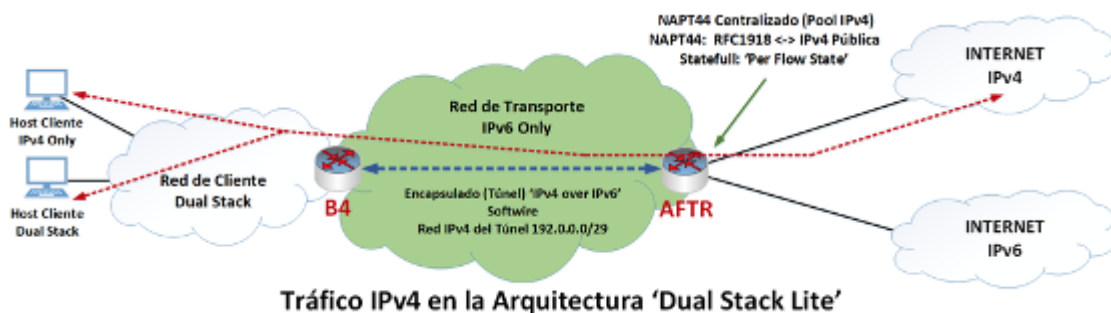 NAPT44 Centralizado (Pool IPv4)
NAPT44: RFC1918 <-> IPv4 Pública
Statefull: 'Per Flow State'
INTERNET
IPv4
Red de Transporte
IPv6 Only
Host Cliente
IPv4 Only
Red de Cliente
Dual Stack
Host Cliente
Dual Stack
B4
Encapsulado (Túnel) 'IPv4 over IPv6'
Softwire
Red IPv4 del Túnel 192.0.0.0/29
AFTR
INTERNET
IPv6
Tráfico IPv4 en la Arquitectura 'Dual Stack Lite'